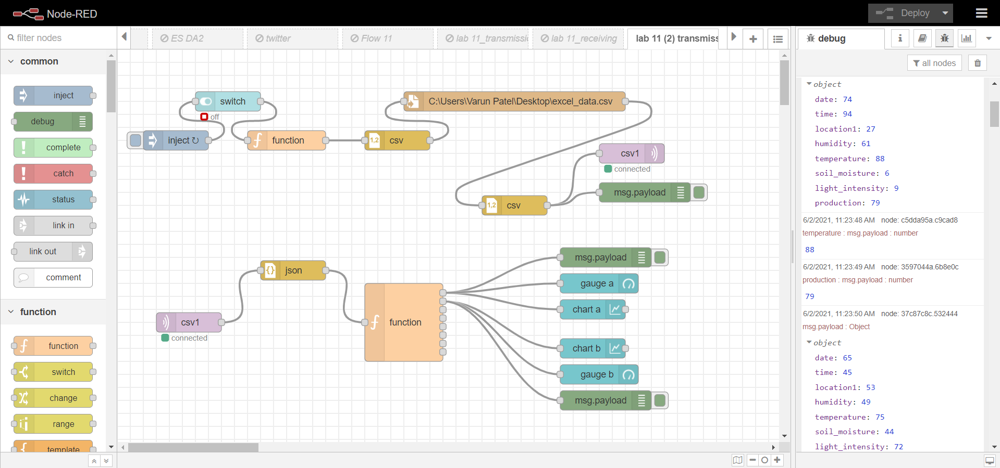 Node-RED
Deploy
filter nodes
ES DA2
twitter
Flow 11
lab 11_transmissi
lab 11_receiving
lab 11 (2) transmiss
debug
i
all nodes
common
inject
debug
complete
catch
status
link in
link out
comment
function
function
switch
change
range
template
switch
off
inject ↻
function
1,2 csv
C:\Users\Varun Patel\Desktop\excel_data.csv
csv1
connected
msg.payload
1,2 csv
json
csv1
connected
function
msg.payload
gauge a
chart a
chart b
gauge b
msg.payload
object
date: 74
time: 94
location1: 27
humidity: 61
temperature: 88
soil_moisture: 6
light_intensity: 9
production: 79
6/2/2021, 11:23:48 AM node: c5dda95a.c9cad8
temperature : msg.payload : number
88
6/2/2021, 11:23:49 AM node: 3597044a.6b8e0c
production : msg.payload : number
79
6/2/2021, 11:23:50 AM node: 37c87c8c.532444
msg.payload : Object
object
date: 65
time: 45
location1: 53
humidity: 49
temperature: 75
soil_moisture: 44
light_intensity: 72